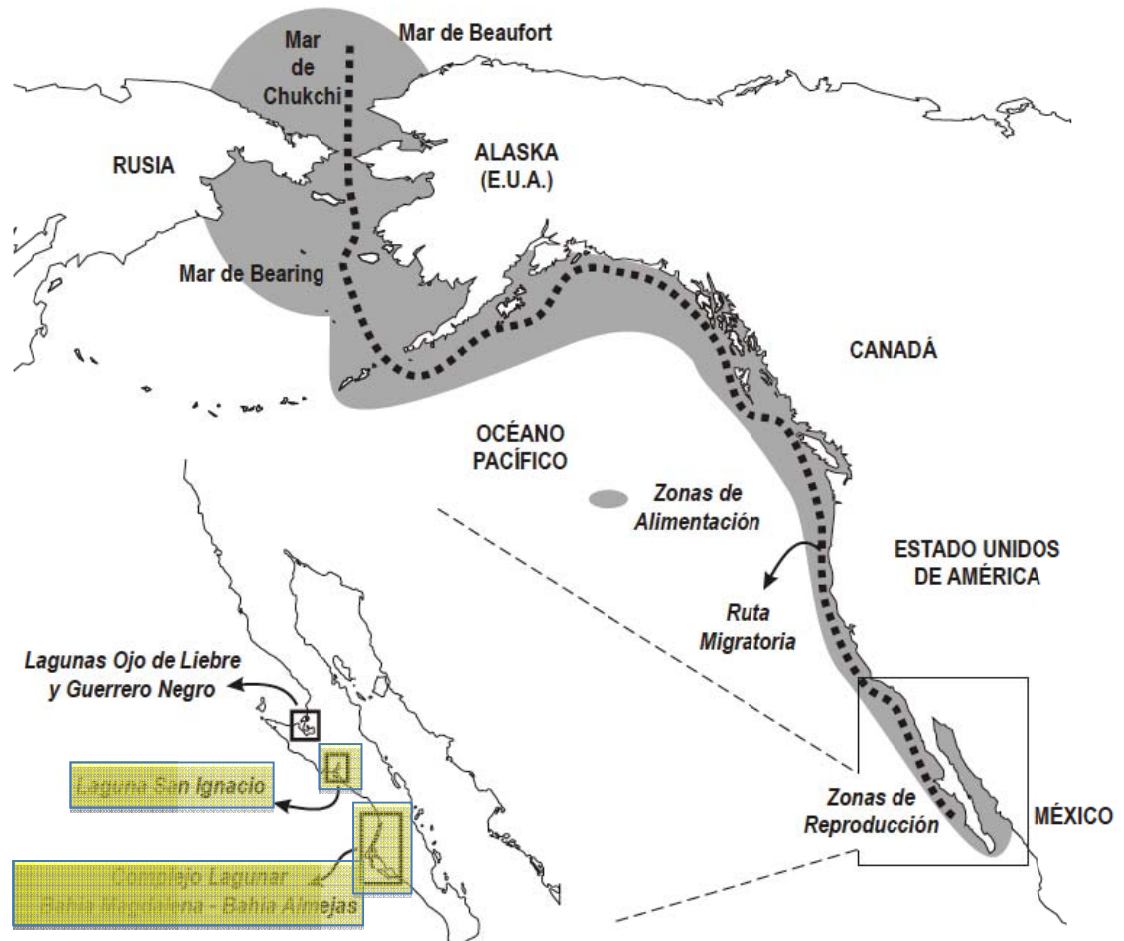 Mar
de
Chukchi
Mar de Beaufort
RUSIA
ALASKA
(E.U.A.)
Mar de Bearing
CANADÁ
OCÉANO
PACÍFICO
Zonas de
Alimentación
ESTADO UNIDOS
DE AMÉRICA
Ruta
Migratoria
Lagunas Ojo de Liebre
y Guerrero Negro
Laguna San Ignacio
Zonas de
Reproducción
MÉXICO
Complejo Lagunar
Bahía Magdalena - Bahía Almejas